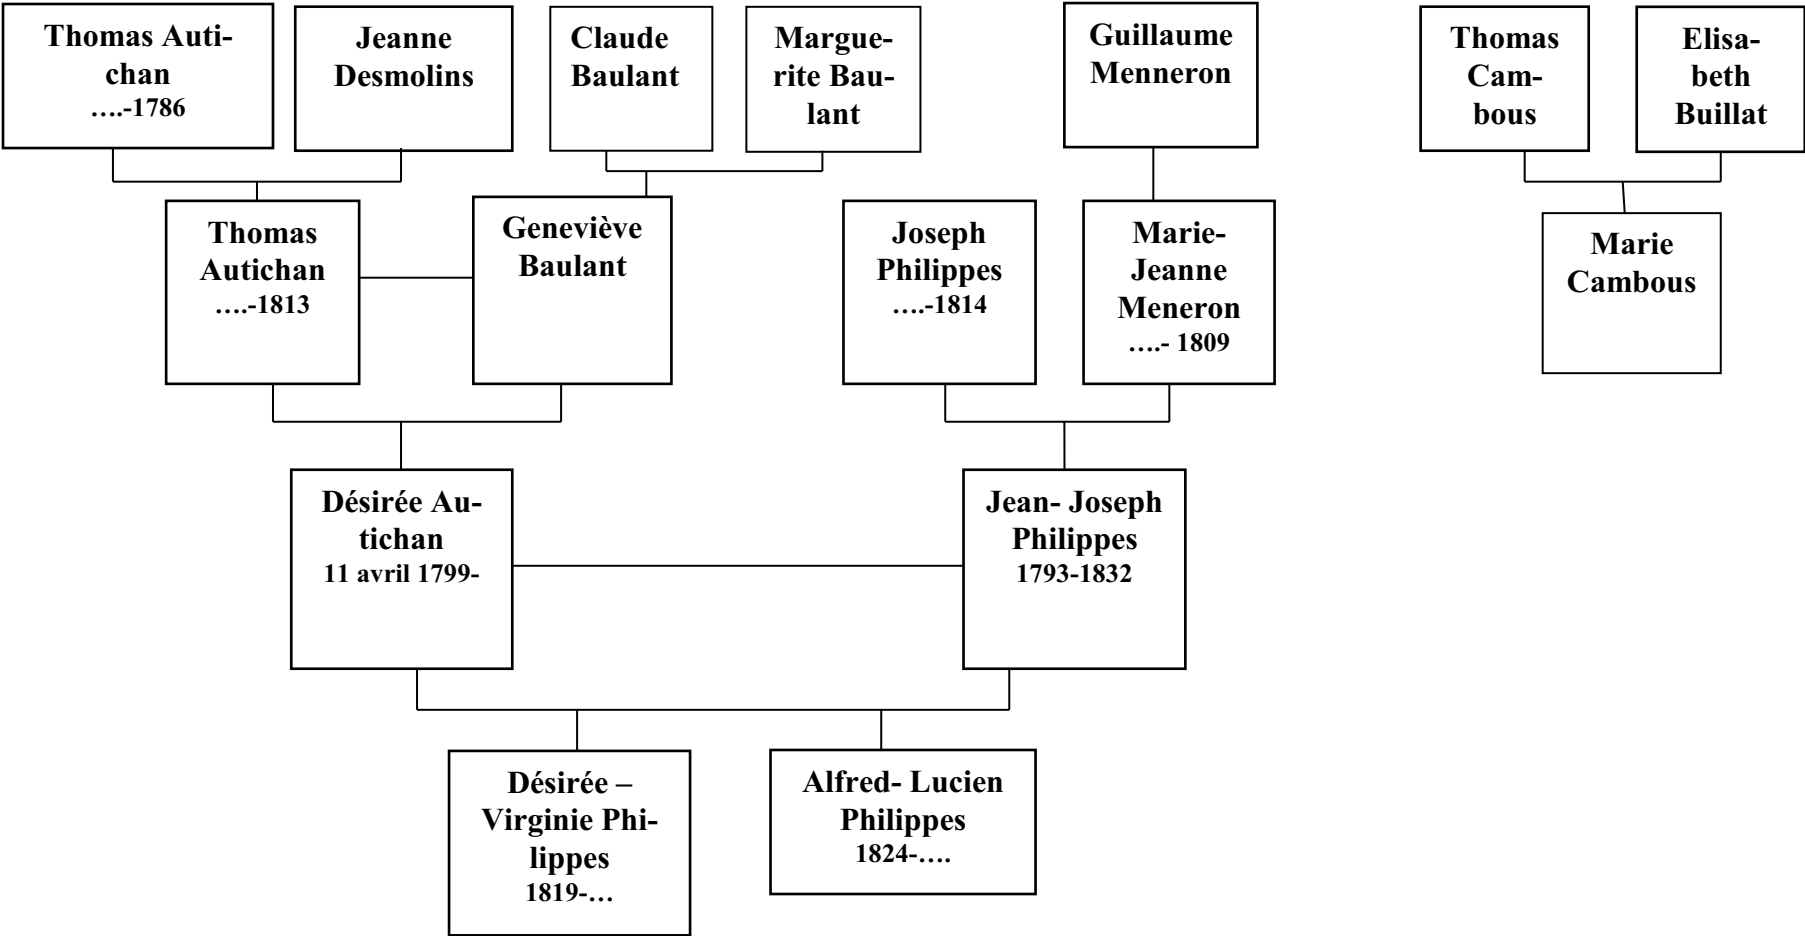 Thomas Auti-
chan
….-1786
Jeanne
Desmolins
Claude
Baulant
Margue-
rite Bau-
lant
Guillaume
Menneron
Thomas
Cam-
bous
Elisa-
beth
Buillat
Thomas
Autichan
….-1813
Geneviève
Baulant
Joseph
Philippes
….-1814
Marie-
Jeanne
Meneron
….- 1809
Marie
Cambous
Désirée Au-
tichan
11 avril 1799-
Jean- Joseph
Philippes
1793-1832
Désirée –
Virginie Phi-
lippes
1819-…
Alfred- Lucien
Philippes
1824-….